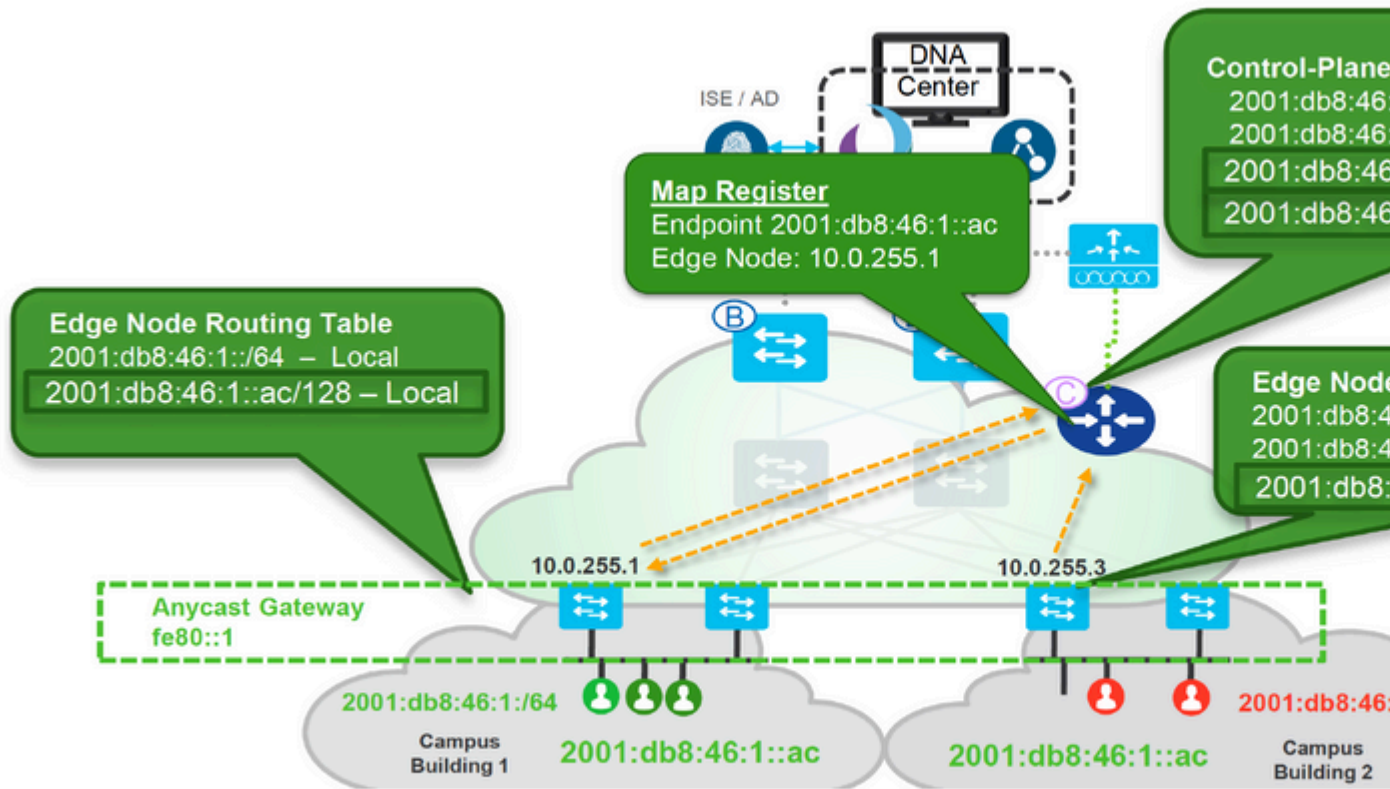 DNA
Center
ISE / AD
Control-Plane
2001:db8:46:
2001:db8:46:
2001:db8:46
2001:db8:46
Map Register
Endpoint 2001:db8:46:1::ac
Edge Node: 10.0.255.1
B
C
Edge Node Routing Table
2001:db8:46:1::/64 – Local
2001:db8:46:1::ac/128 – Local
Edge Node
2001:db8:4
2001:db8:4
2001:db8:
10.0.255.1
10.0.255.3
Anycast Gateway
fe80::1
2001:db8:46:1:/64
2001:db8:46:
Campus
Building 1
2001:db8:46:1::ac
2001:db8:46:1::ac
Campus
Building 2